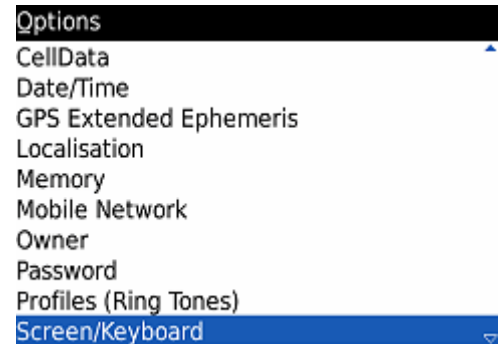 Options
CellData
Date/Time
GPS Extended Ephemeris
Localisation
Memory
Mobile Network
Owner
Password
Profiles (Ring Tones)
Screen/Keyboard